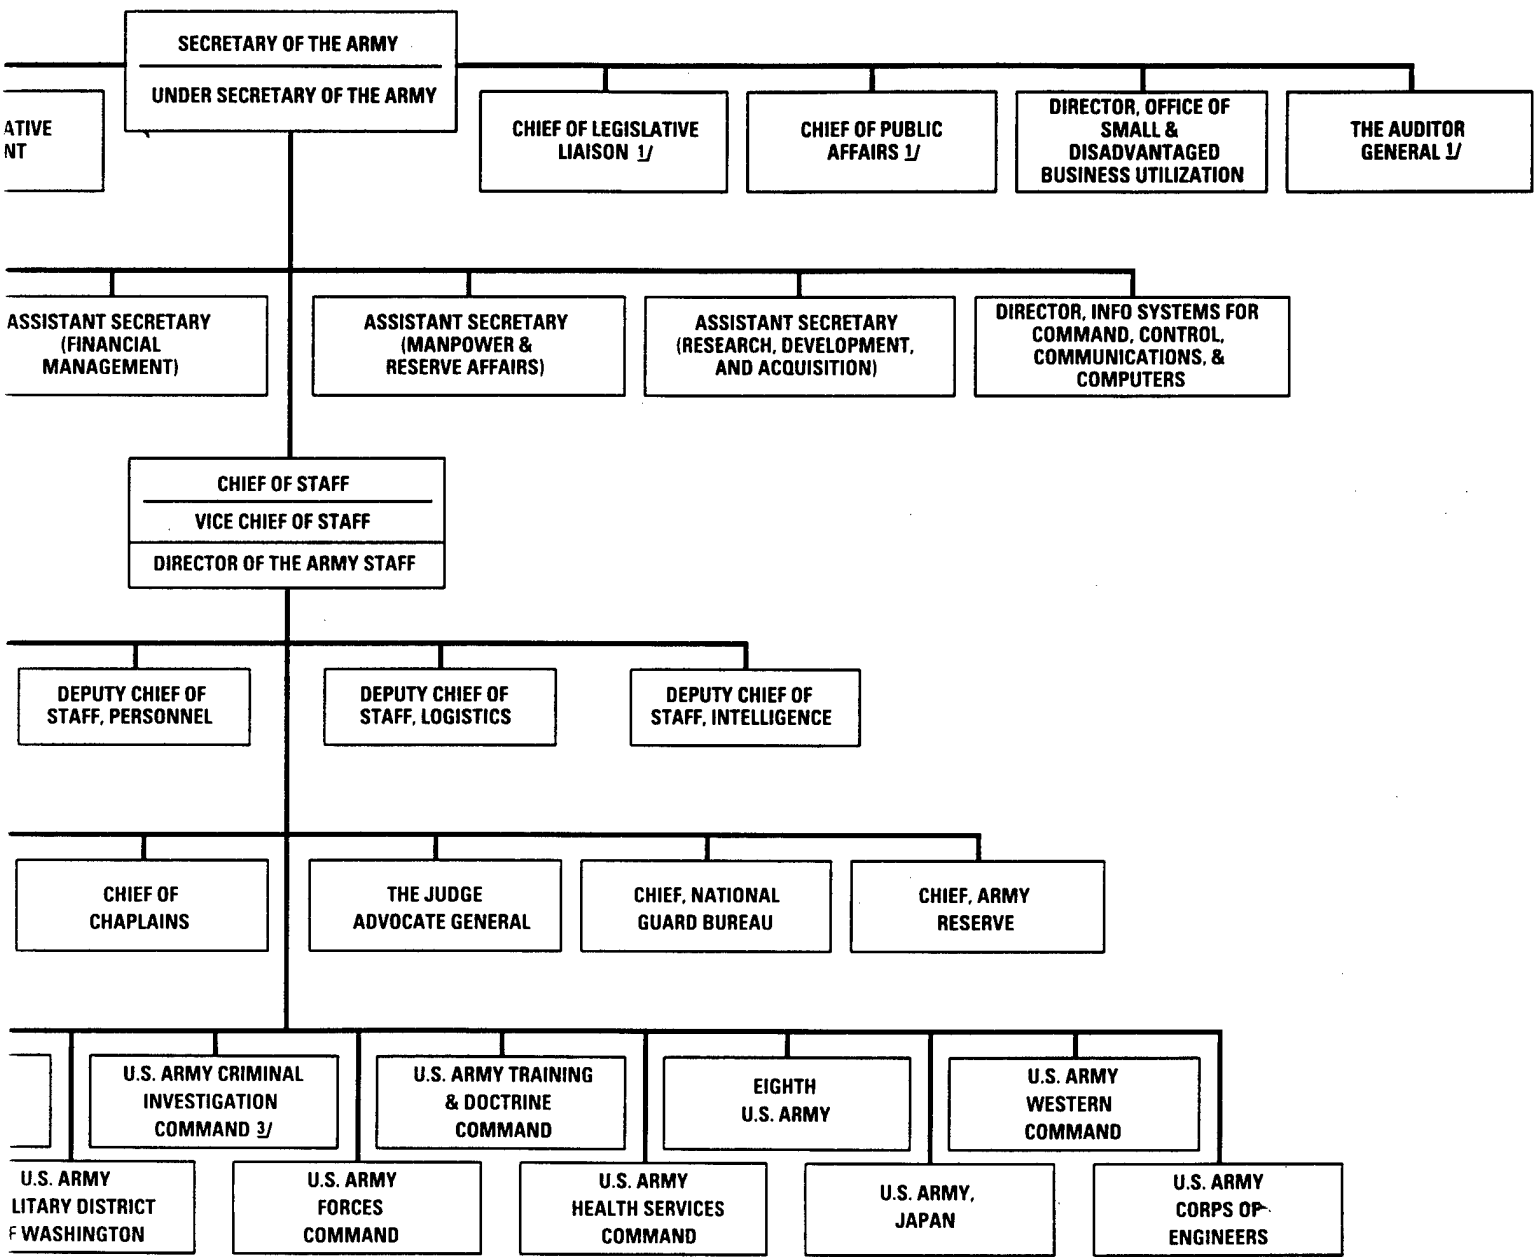 SECRETARY OF THE ARMY
UNDER SECRETARY OF THE ARMY
ATIVE
NT
CHIEF OF LEGISLATIVE
LIAISON 1/
CHIEF OF PUBLIC
AFFAIRS 1/
DIRECTOR, OFFICE OF
SMALL &
DISADVANTAGED
BUSINESS UTILIZATION
THE AUDITOR
GENERAL 1/
ASSISTANT SECRETARY
(FINANCIAL
MANAGEMENT)
ASSISTANT SECRETARY
(MANPOWER &
RESERVE AFFAIRS)
ASSISTANT SECRETARY
(RESEARCH, DEVELOPMENT,
AND ACQUISITION)
DIRECTOR, INFO SYSTEMS FOR
COMMAND, CONTROL,
COMMUNICATIONS, &
COMPUTERS
CHIEF OF STAFF
VICE CHIEF OF STAFF
DIRECTOR OF THE ARMY STAFF
DEPUTY CHIEF OF
STAFF, PERSONNEL
DEPUTY CHIEF OF
STAFF, LOGISTICS
DEPUTY CHIEF OF
STAFF, INTELLIGENCE
CHIEF OF
CHAPLAINS
THE JUDGE
ADVOCATE GENERAL
CHIEF, NATIONAL
GUARD BUREAU
CHIEF, ARMY
RESERVE
U.S. ARMY CRIMINAL
INVESTIGATION
COMMAND 3/
U.S. ARMY TRAINING
& DOCTRINE
COMMAND
EIGHTH
U.S. ARMY
U.S. ARMY
WESTERN
COMMAND
U.S. ARMY
LITARY DISTRICT
F WASHINGTON
U.S. ARMY
FORCES
COMMAND
U.S. ARMY
HEALTH SERVICES
COMMAND
U.S. ARMY,
JAPAN
U.S. ARMY
CORPS OF
ENGINEERS